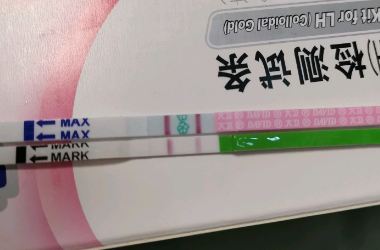 Kit for LH (Colloidal Gold)
)检测试条
MAX
MAX
MARK
MARK